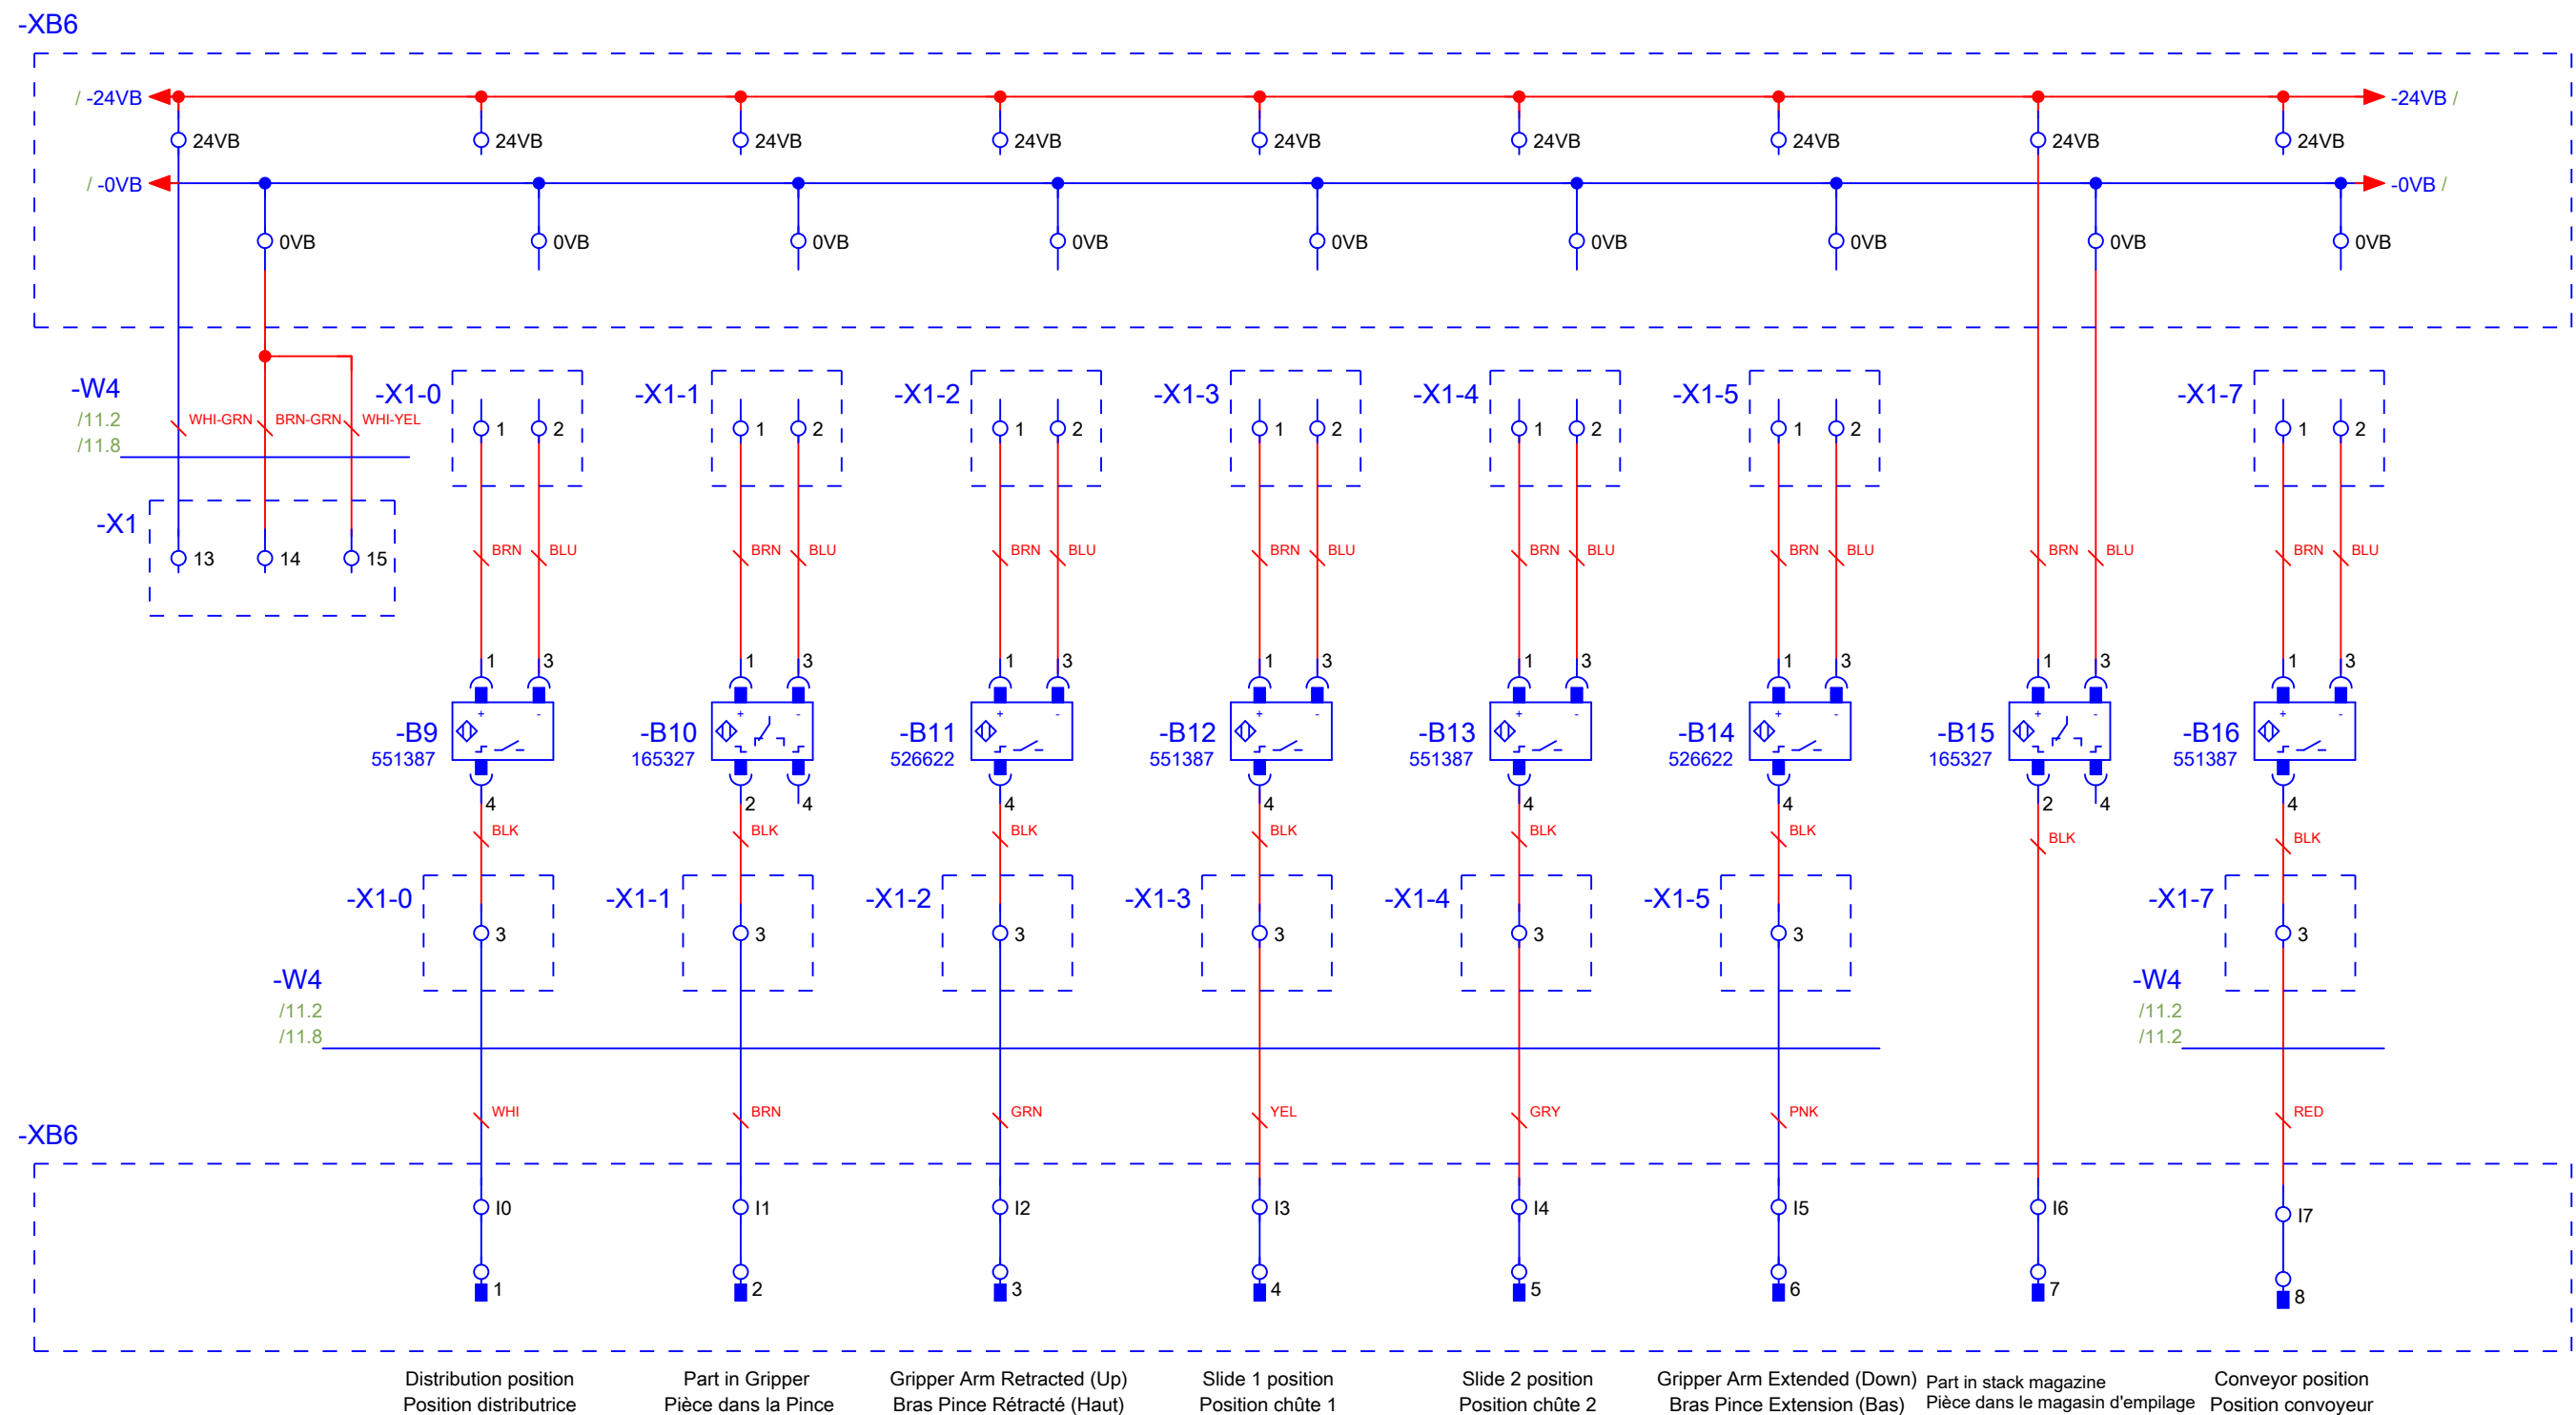 -XB6
/ -24VB -24VB /
24VB 24VB 24VB 24VB 24VB 24VB 24VB 24VB 24VB
/ -0VB -0VB /
0VB 0VB 0VB 0VB 0VB 0VB 0VB 0VB 0VB
-W4 -X1-0 -X1-1 -X1-2 -X1-3 -X1-4 -X1-5 -X1-7
/11.2 WHI-GRN BRN-GRN WHI-YEL 1 2 1 2 1 2 1 2 1 2 1 2 1 2
/11.8
-X1
13 14 15 BRN BLU BRN BLU BRN BLU BRN BLU BRN BLU BRN BLU BRN BLU BRN BLU
1 3 1 3 1 3 1 3 1 3 1 3 1 3 1 3
+ - + - + - + - + - + - + - + -
-B9 -B10 -B11 -B12 -B13 -B14 -B15 -B16
551387 165327 526622 551387 551387 526622 165327 551387
4 2 4 4 4 4 4 2 4 4
BLK BLK BLK BLK BLK BLK BLK BLK
-X1-0 -X1-1 -X1-2 -X1-3 -X1-4 -X1-5 -X1-7
3 3 3 3 3 3 3
-W4 -W4
/11.2 /11.2
/11.8 /11.2
WHI BRN GRN YEL GRY PNK RED
-XB6
I0 I1 I2 I3 I4 I5 I6 I7
1 2 3 4 5 6 7 8
Distribution position
Position distributrice
Part in Gripper
Pièce dans la Pince
Gripper Arm Retracted (Up)
Bras Pince Rétracté (Haut)
Slide 1 position
Position chûte 1
Slide 2 position
Position chûte 2
Gripper Arm Extended (Down)
Bras Pince Extension (Bas)
Part in stack magazine
Pièce dans le magasin d'empilage
Conveyor position
Position convoyeur